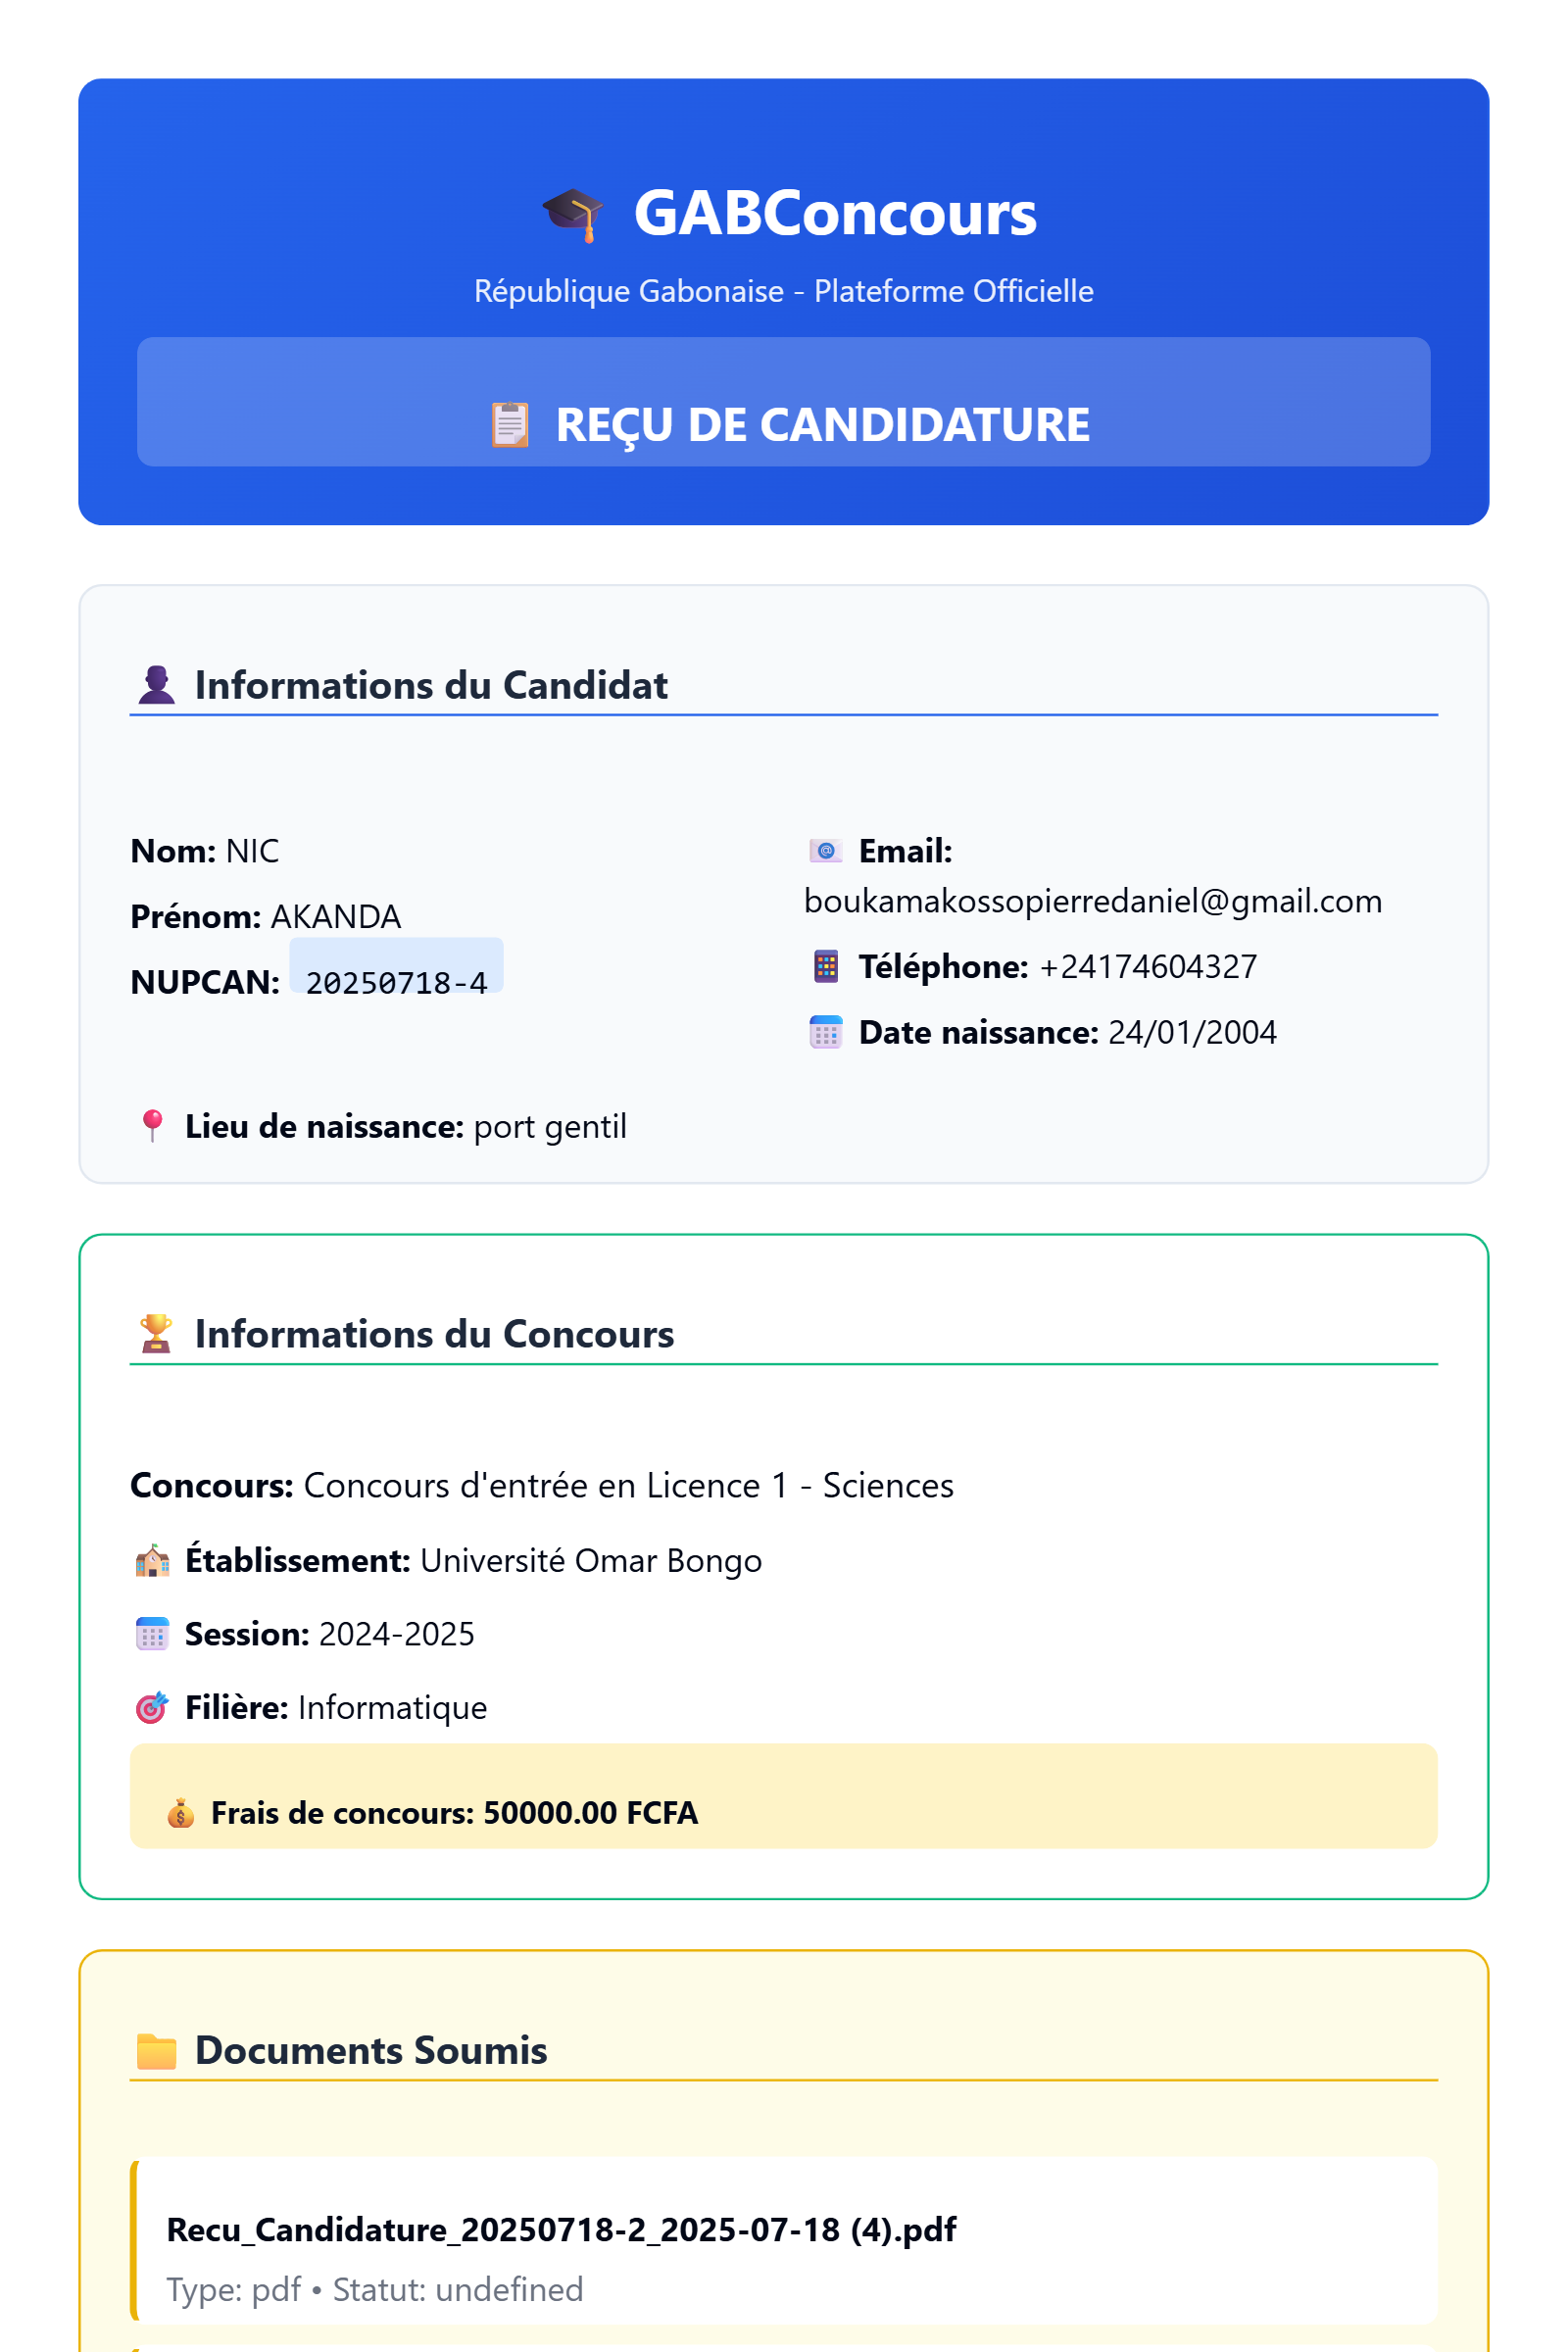 GABConcours
République Gabonaise - Plateforme Officielle
REÇU DE CANDIDATURE
Informations du Candidat
Nom: NIC
Prénom: AKANDA
NUPCAN: 20250718-4
Email:
boukamakossopierredaniel@gmail.com
Téléphone: +24174604327
Date naissance: 24/01/2004
Lieu de naissance: port gentil
Informations du Concours
Concours: Concours d'entrée en Licence 1 - Sciences
Établissement: Université Omar Bongo
Session: 2024-2025
Filière: Informatique
Frais de concours: 50000.00 FCFA
Documents Soumis
Recu_Candidature_20250718-2_2025-07-18 (4).pdf
Type: pdf • Statut: undefined